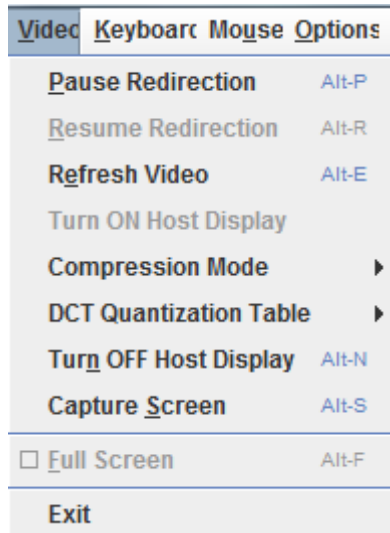 Video Keyboarc Mouse Options
Pause Redirection Alt-P
Resume Redirection Alt-R
Refresh Video Alt-E
Turn ON Host Display
Compression Mode
DCT Quantization Table
Turn OFF Host Display Alt-N
Capture Screen Alt-S
Full Screen Alt-F
Exit